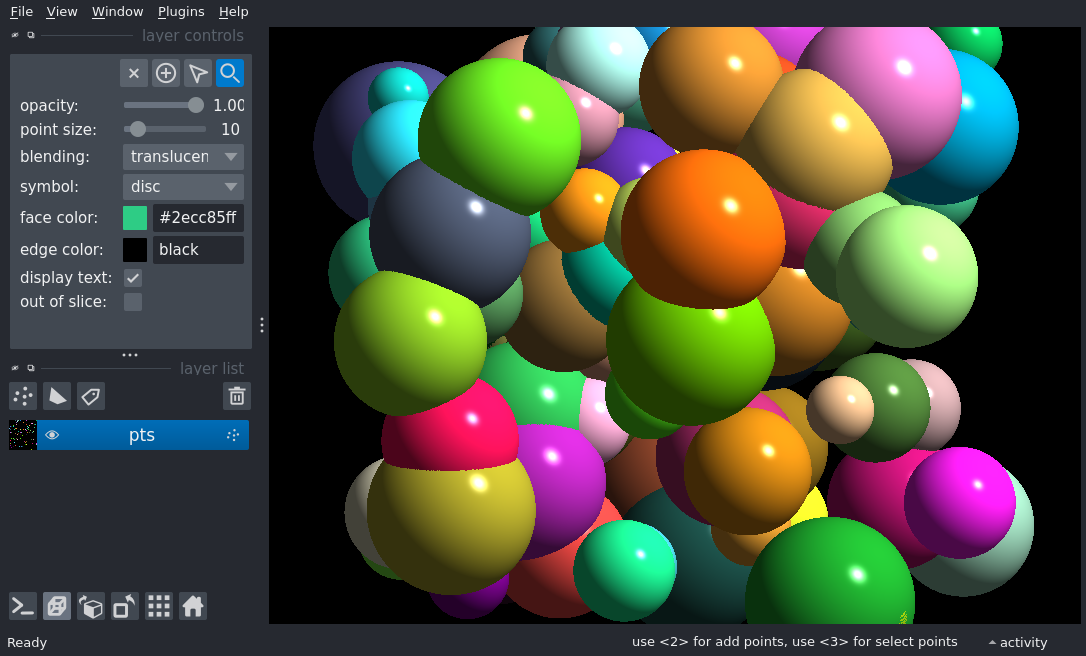 File View Window Plugins Help
layer controls
opacity: 1.00
point size: 10
blending: translucen
symbol: disc
face color: #2ecc85ff
edge color: black
display text:
out of slice:
layer list
pts
Ready use <2> for add points, use <3> for select points activity